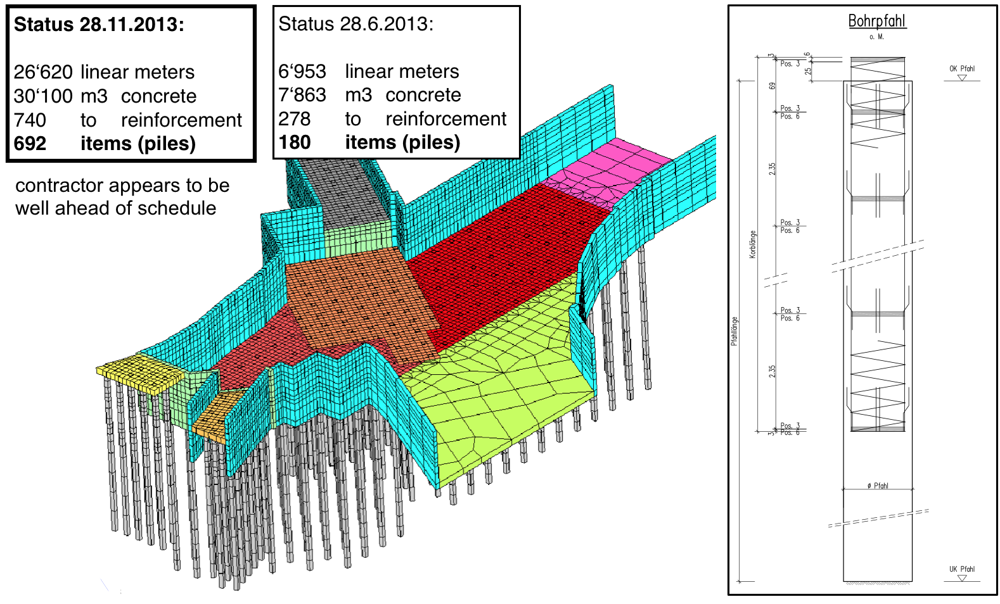 Status 28.11.2013:
26‘620 linear meters
30‘100 m3 concrete
740 to reinforcement
692 items (piles)
contractor appears to be
well ahead of schedule
Status 28.6.2013:
6‘953 linear meters
7‘863 m3 concrete
278 to reinforcement
180 items (piles)
Bohrpfahl
o. M.
3
Pos. 3
6
25
OK Pfahl
69
Pos. 3
Pos. 6
2.35
Pos. 3
Pos. 6
Korblänge
Pos. 3
Pos. 6
Pfahllänge
2.35
Pos. 3
3
Pos. 6
ø Pfahl
UK Pfahl